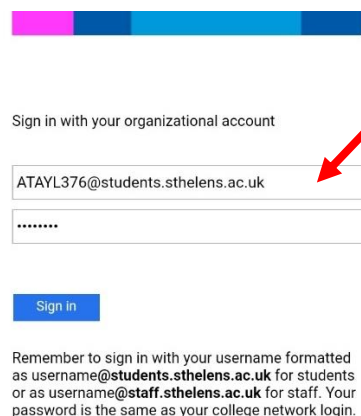 Sign in with your organizational account
ATAYL376@students.sthelens.ac.uk
••••••••
Sign in
Remember to sign in with your username formatted
as username@students.sthelens.ac.uk for students
or as username@staff.sthelens.ac.uk for staff. Your
password is the same as your college network login.